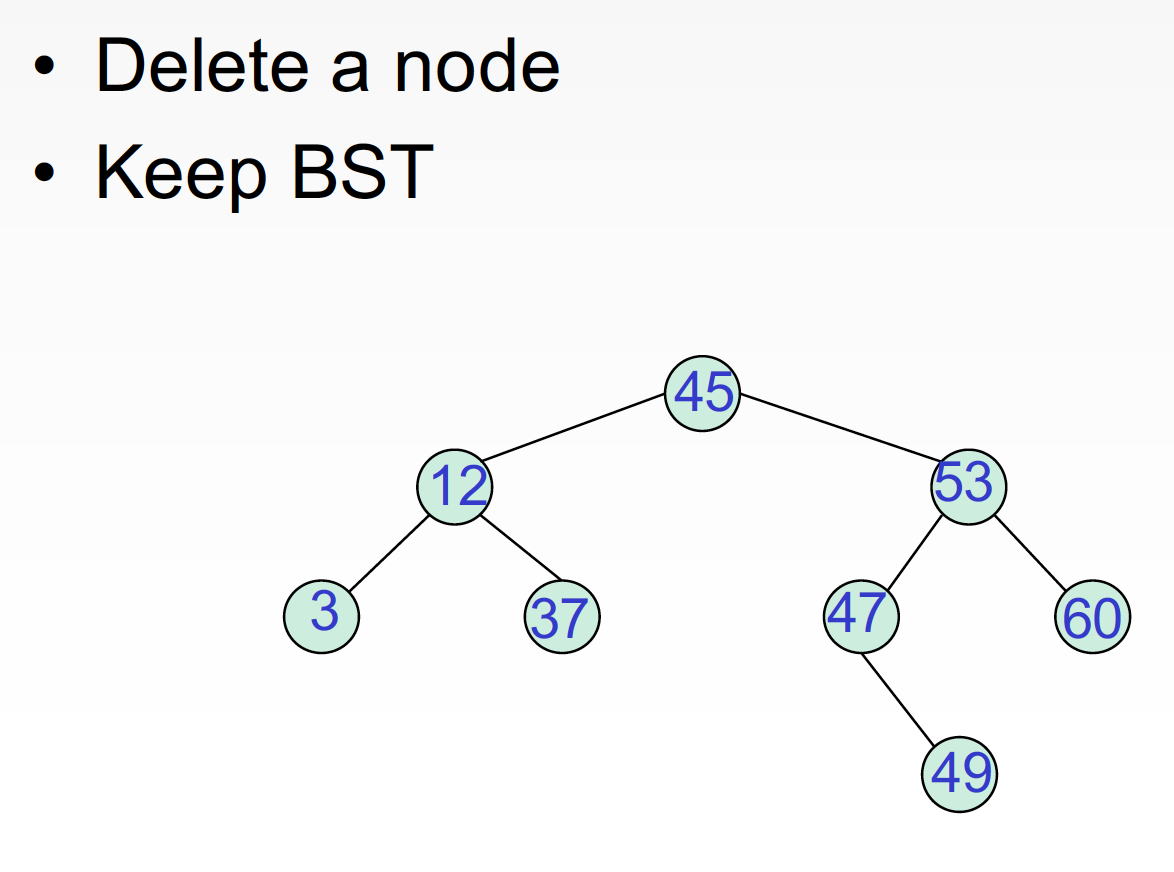 • Delete a node
• Keep BST
45
12 53
3 37 47 60
49